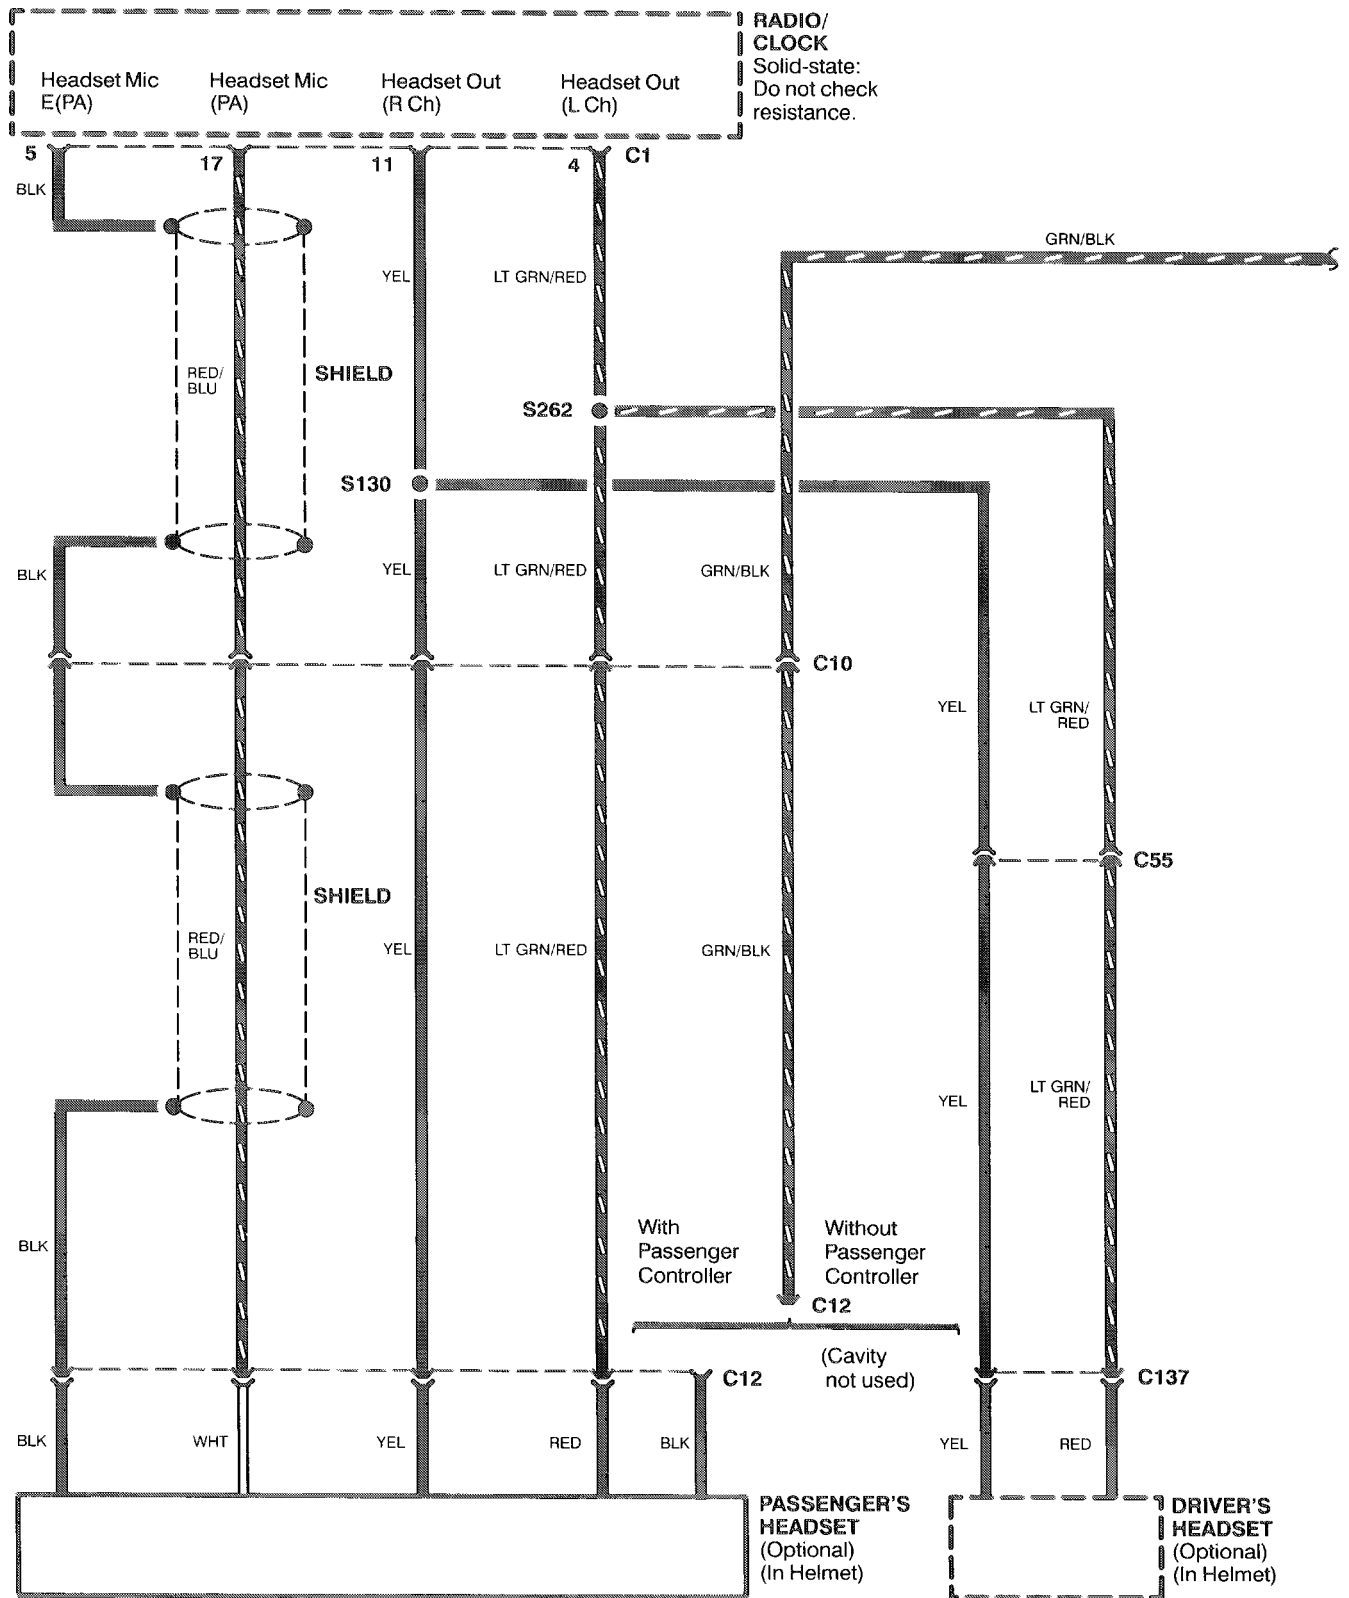 RADIO/
CLOCK
Solid-state:
Do not check
resistance.
Headset Mic
E(PA)
Headset Mic
(PA)
Headset Out
(R Ch)
Headset Out
(L Ch)
5
17
11
4
C1
BLK
GRN/BLK
YEL
LT GRN/RED
RED/
BLU
SHIELD
S262
S130
BLK
YEL
LT GRN/RED
GRN/BLK
C10
YEL
LT GRN/
RED
C55
SHIELD
RED/
BLU
YEL
LT GRN/RED
GRN/BLK
YEL
LT GRN/
RED
BLK
With
Passenger
Controller
Without
Passenger
Controller
C12
(Cavity
not used)
C12
C137
BLK
WHT
YEL
RED
BLK
YEL
RED
PASSENGER'S
HEADSET
(Optional)
(In Helmet)
DRIVER'S
HEADSET
(Optional)
(In Helmet)